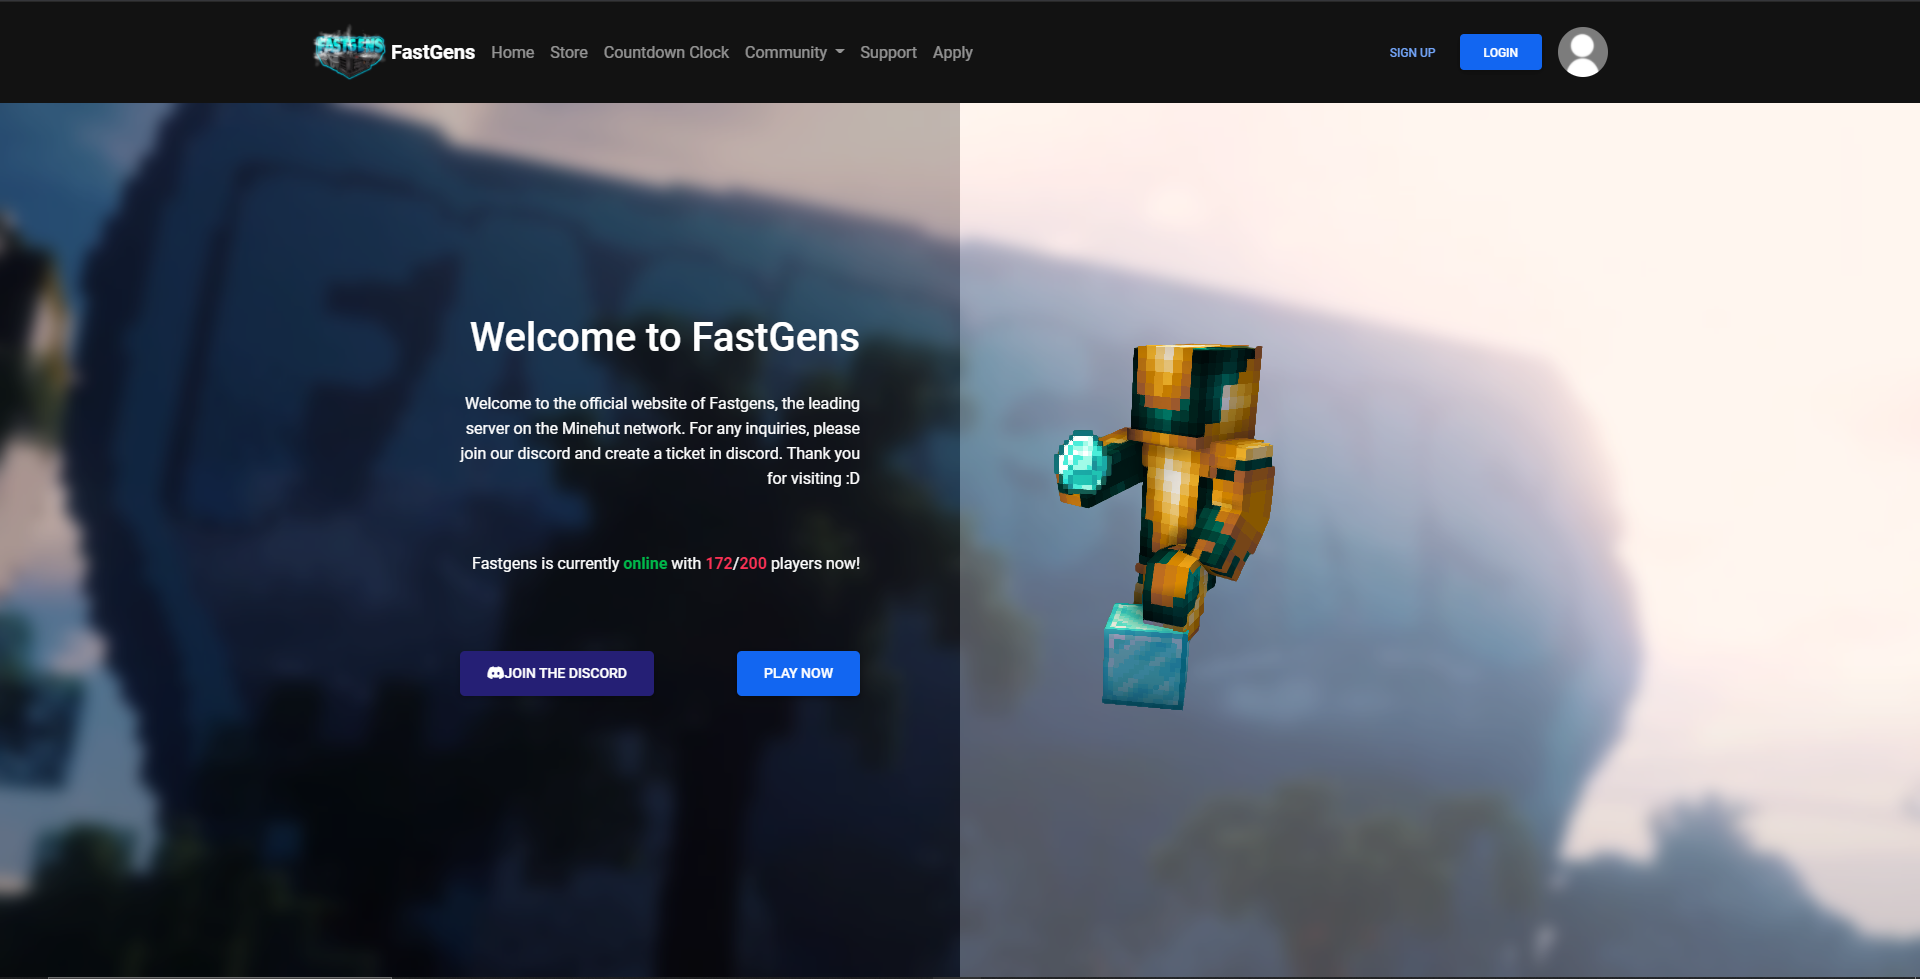 FASTGENS
FastGens Home Store Countdown Clock Community Support Apply SIGN UP LOGIN
Welcome to FastGens
Welcome to the official website of Fastgens, the leading
server on the Minehut network. For any inquiries, please
join our discord and create a ticket in discord. Thank you
for visiting :D
Fastgens is currently online with 172/200 players now!
JOIN THE DISCORD PLAY NOW